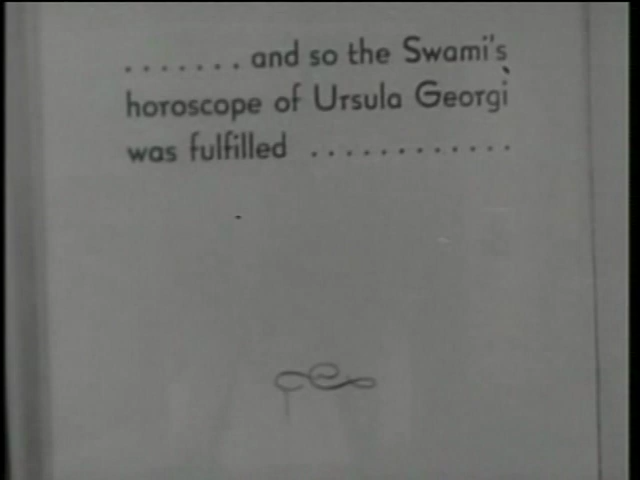 ....... and so the Swami's
horoscope of Ursula Georgi
was fulfilled ............